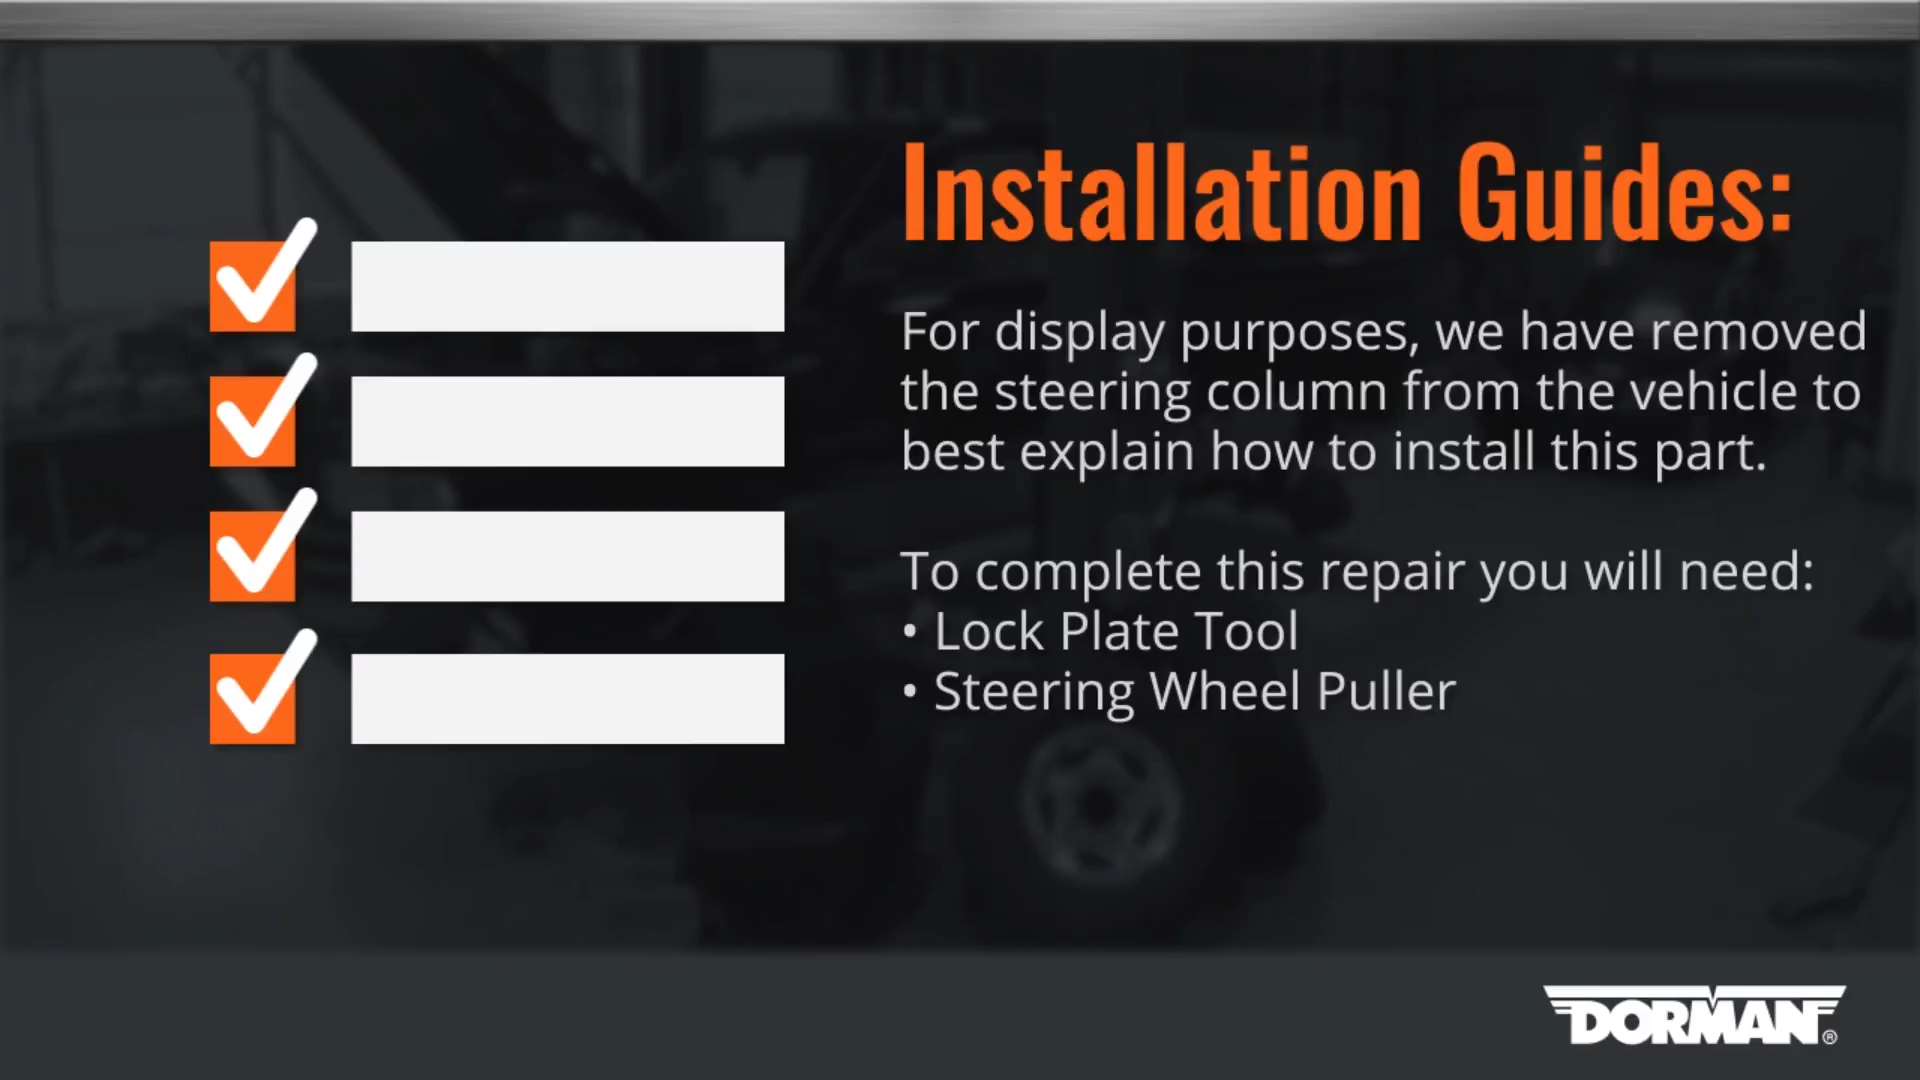 Installation Guides:
For display purposes, we have removed
the steering column from the vehicle to
best explain how to install this part.
To complete this repair you will need:
• Lock Plate Tool
• Steering Wheel Puller
DORMAN®